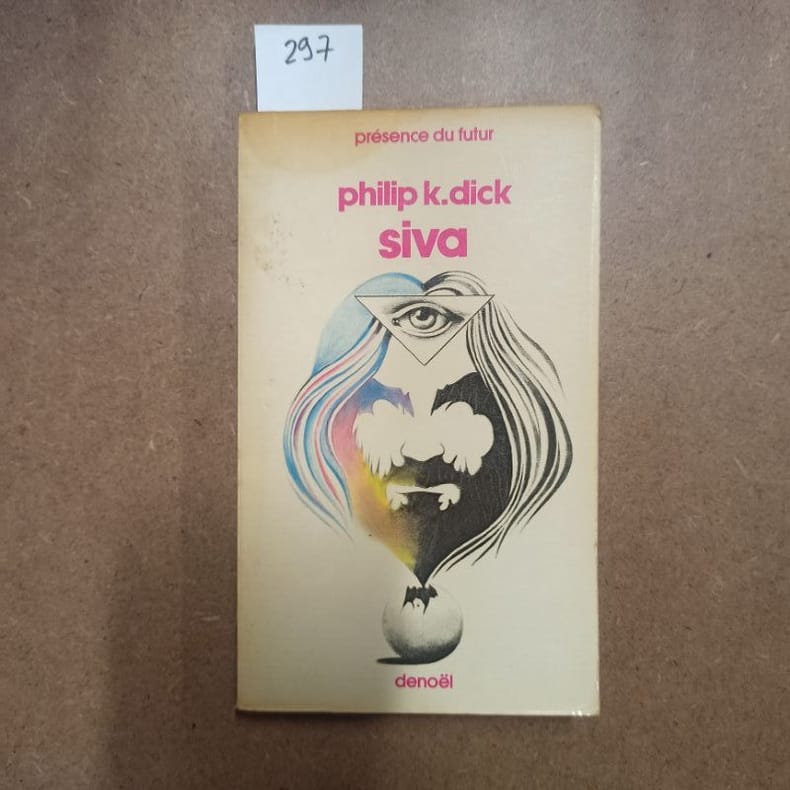 297
présence du futur
philip k.dick
siva
denoël